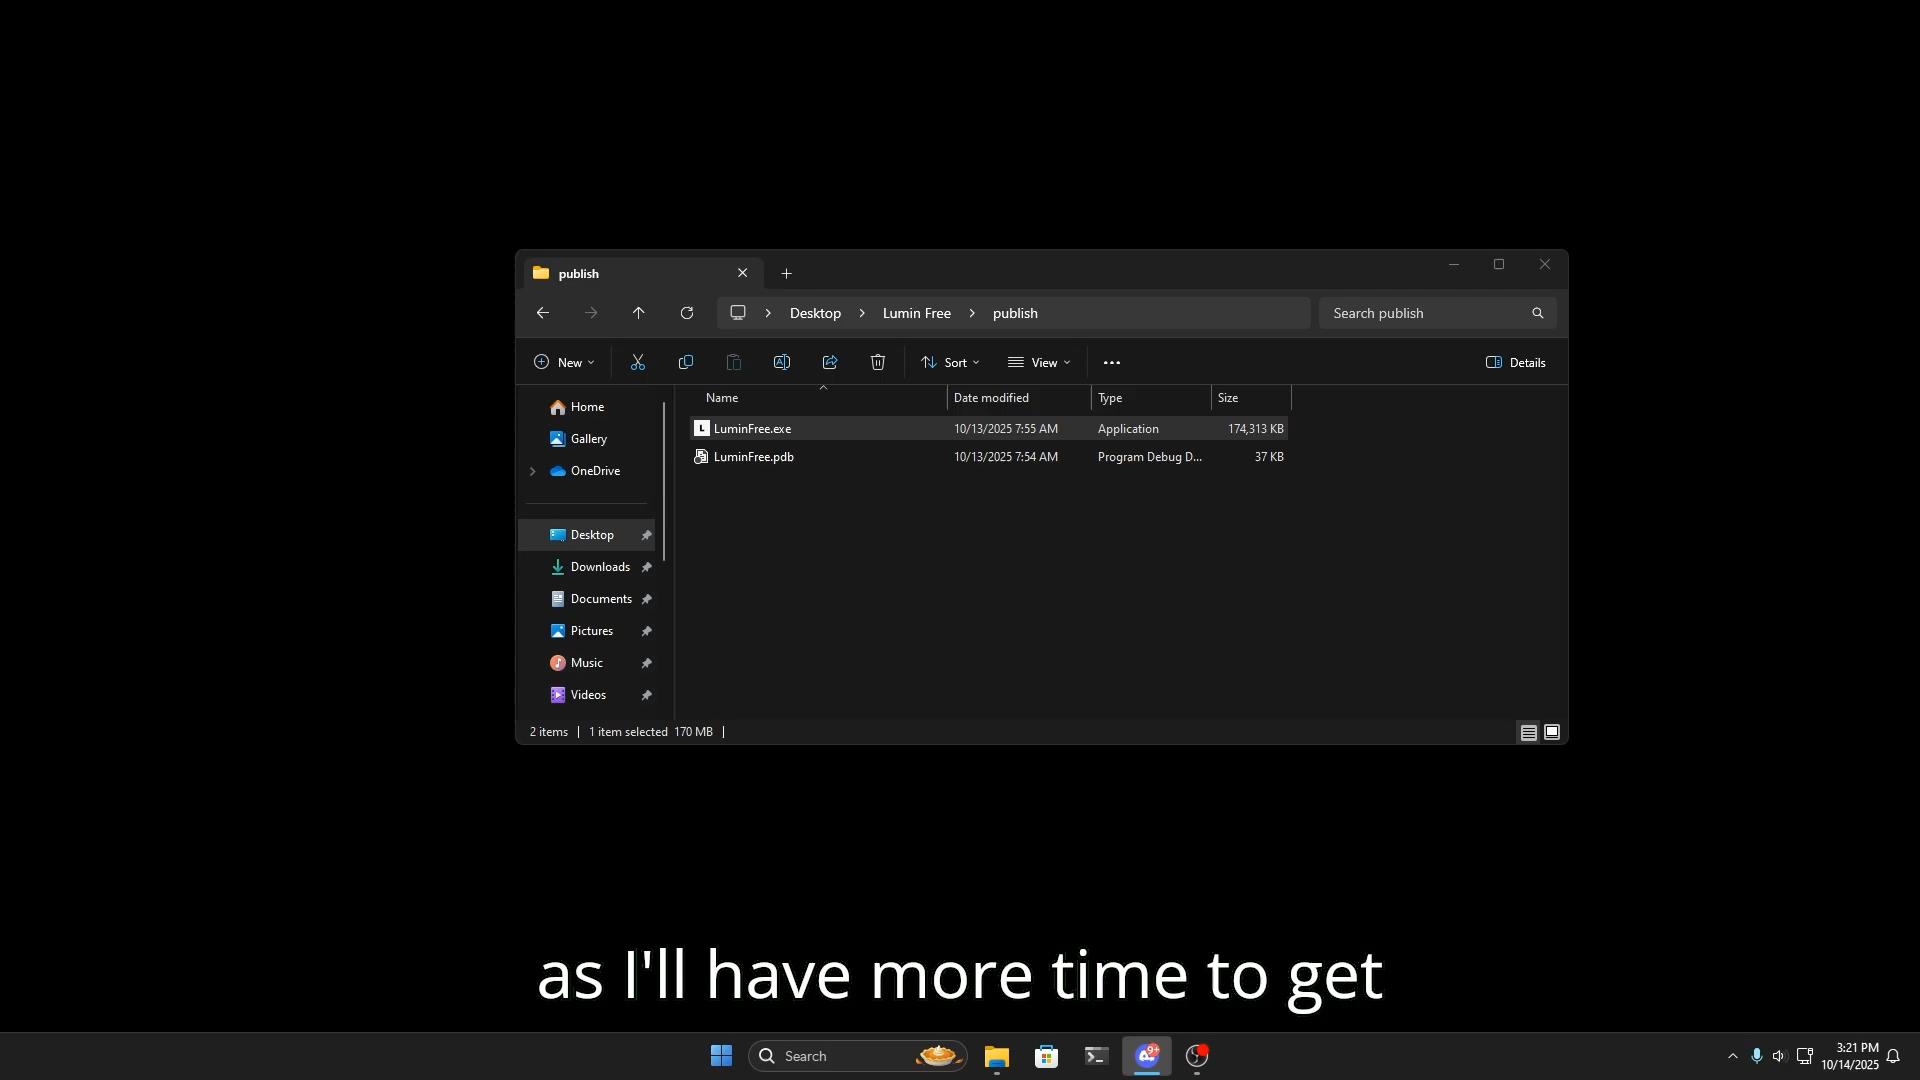 publish
Desktop
Lumin Free
publish
Search publish
New
Sort
View
Details
Name
Date modified
Type
Size
Home
Gallery
OneDrive
Desktop
Downloads
Documents
Pictures
Music
Videos
L LuminFree.exe 10/13/2025 7:55 AM Application 174,313 KB
LuminFree.pdb 10/13/2025 7:54 AM Program Debug D... 37 KB
2 items 1 item selected 170 MB
as I'll have more time to get
Search
9+
3:21 PM
10/14/2025